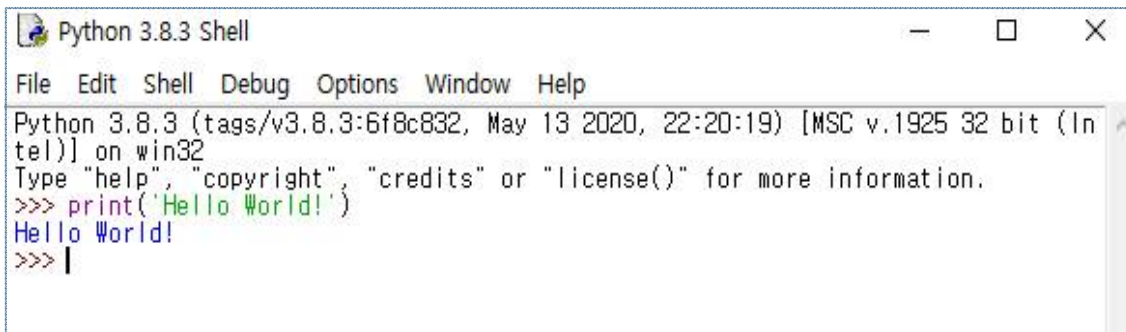 Python 3.8.3 Shell
File Edit Shell Debug Options Window Help
Python 3.8.3 (tags/v3.8.3:6f8c832, May 13 2020, 22:20:19) [MSC v.1925 32 bit (In
tel)] on win32
Type "help", "copyright", "credits" or "license()" for more information.
>>> print('Hello World!')
Hello World!
>>>